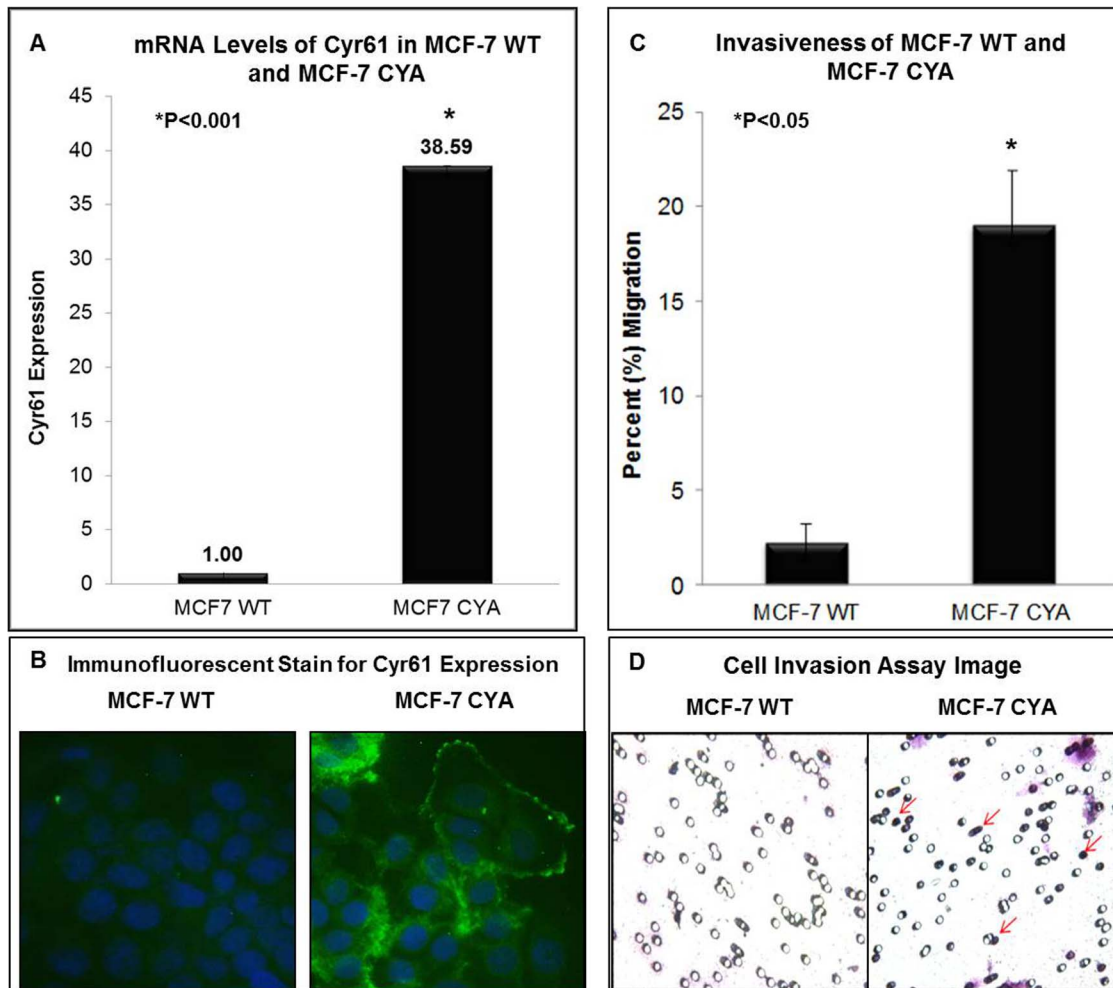 A
mRNA Levels of Cyr61 in MCF-7 WT
and MCF-7 CYA
*P<0.001
Cyr61 Expression
45
40
35
30
25
20
15
10
5
0
1.00
*
38.59
MCF7 WT
MCF7 CYA
C
Invasiveness of MCF-7 WT and
MCF-7 CYA
*P<0.05
Percent (%) Migration
25
20
15
10
5
0
*
MCF-7 WT
MCF-7 CYA
B
Immunofluorescent Stain for Cyr61 Expression
MCF-7 WT
MCF-7 CYA
D
Cell Invasion Assay Image
MCF-7 WT
MCF-7 CYA